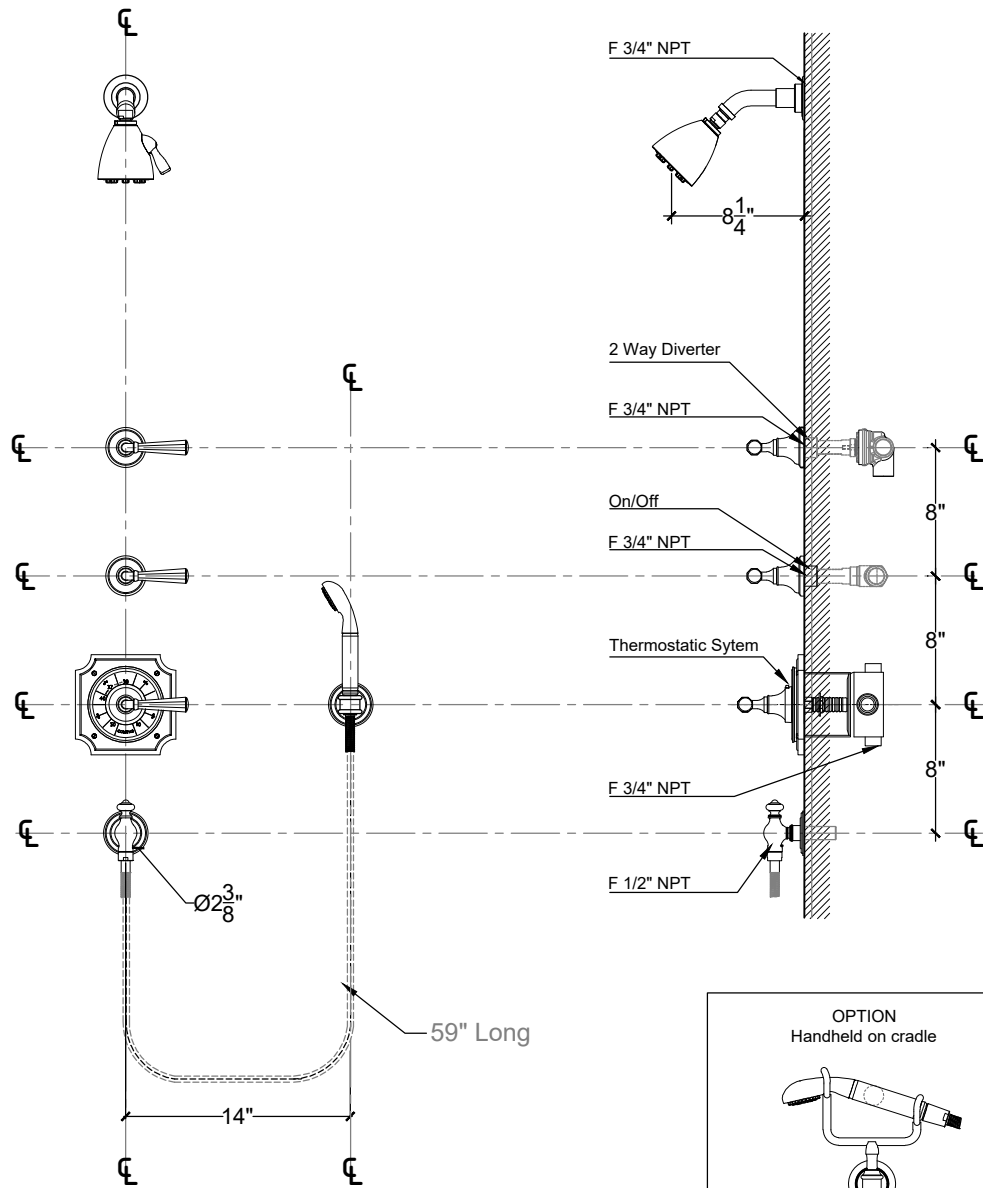 ℄
F 3/4" NPT
8 1/4"
2 Way Diverter
℄
F 3/4" NPT
℄
℄
8"
On/Off
F 3/4" NPT
℄
℄
8"
Thermostatic Sytem
℄
℄
F 3/4" NPT
8"
℄
℄
F 1/2" NPT
Ø2 3/8"
59" Long
OPTION
Handheld on cradle
14"
℄
℄